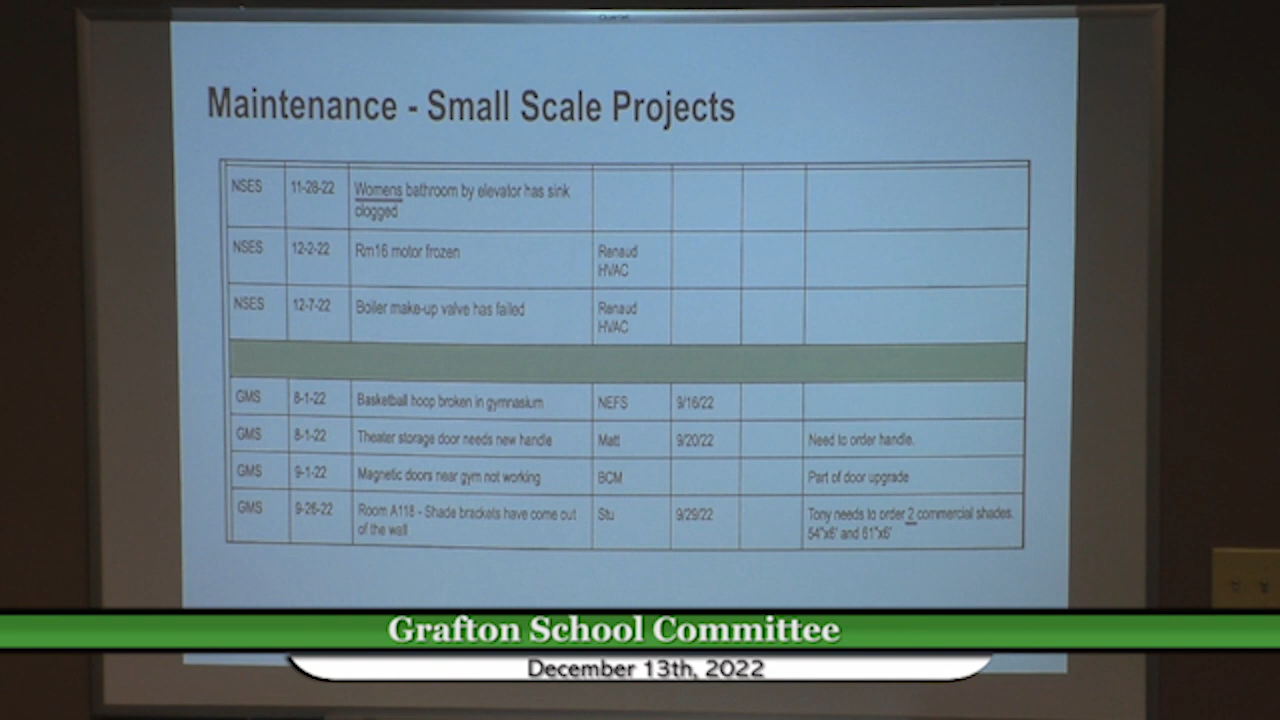 Maintenance - Small Scale Projects
NSES 11-28-22 Womens bathroom by elevator has sink
clogged
NSES 12-2-22 Rm16 motor frozen Renaud
HVAC
NSES 12-7-22 Boiler make-up valve has failed Renaud
HVAC
GMS 8-1-22 Basketball hoop broken in gymnasium NEFS 9/16/22
GMS 8-1-22 Theater storage door needs new handle Matt 9/20/22 Need to order handle.
GMS 9-1-22 Magnetic doors near gym not working BCM Part of door upgrade
GMS 9-26-22 Room A118 - Shade brackets have come out Stu 9/29/22 Tony needs to order 2 commercial shades.
of the wall 54"x6' and 61"x6'
Grafton School Committee
December 13th, 2022